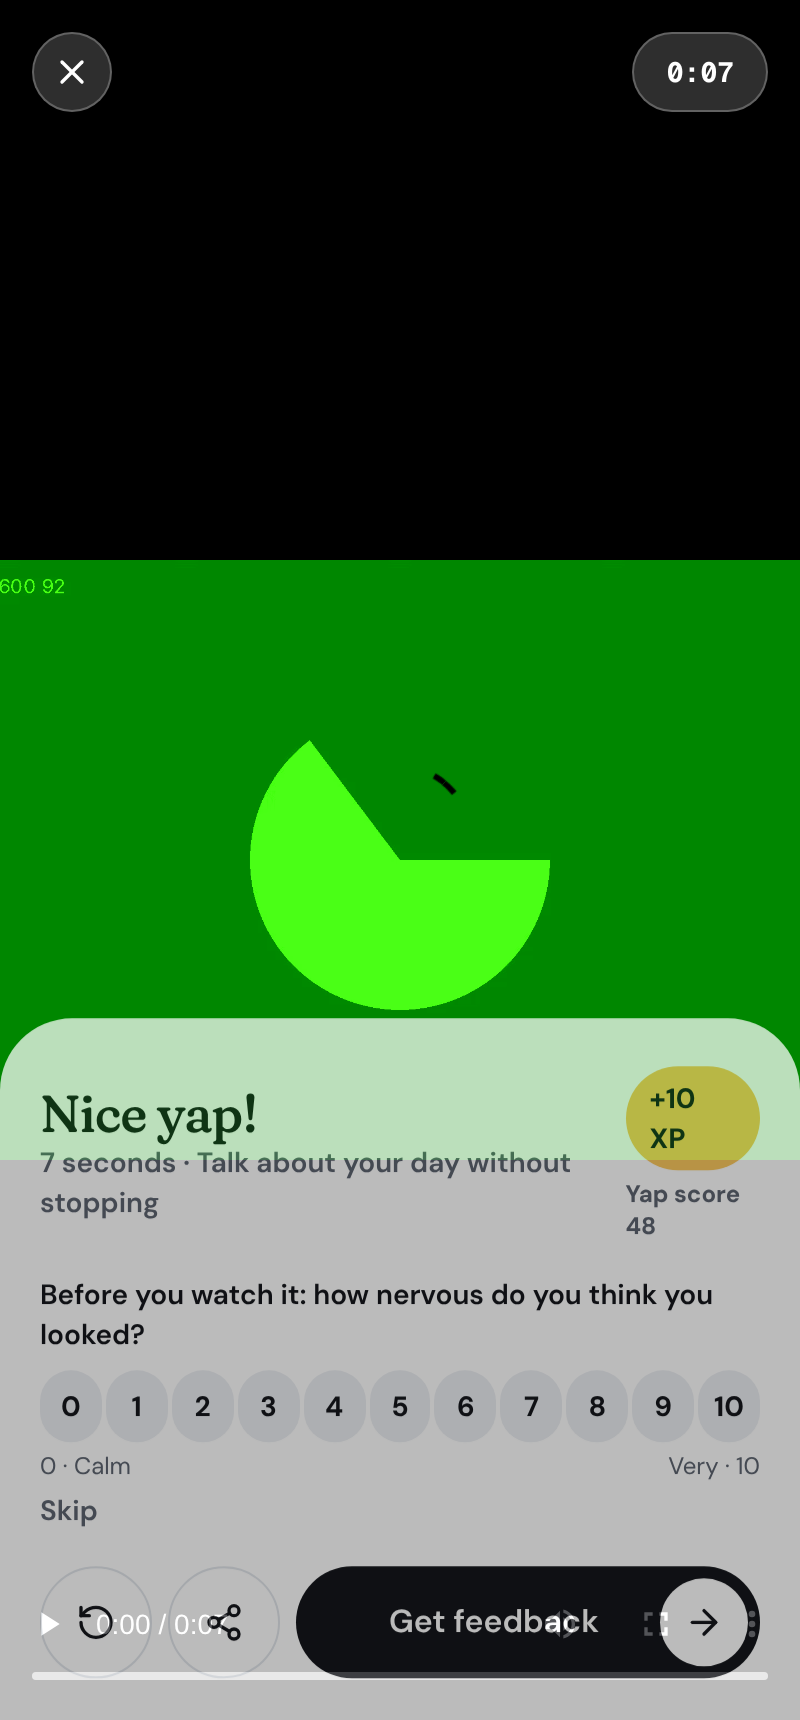 0:07
600 92
Nice yap!
+10
XP
7 seconds · Talk about your day without
stopping
Yap score
48
Before you watch it: how nervous do you think you
looked?
0 1 2 3 4 5 6 7 8 9 10
0 · Calm
Very · 10
Skip
0:00 / 0:07
Get feedback